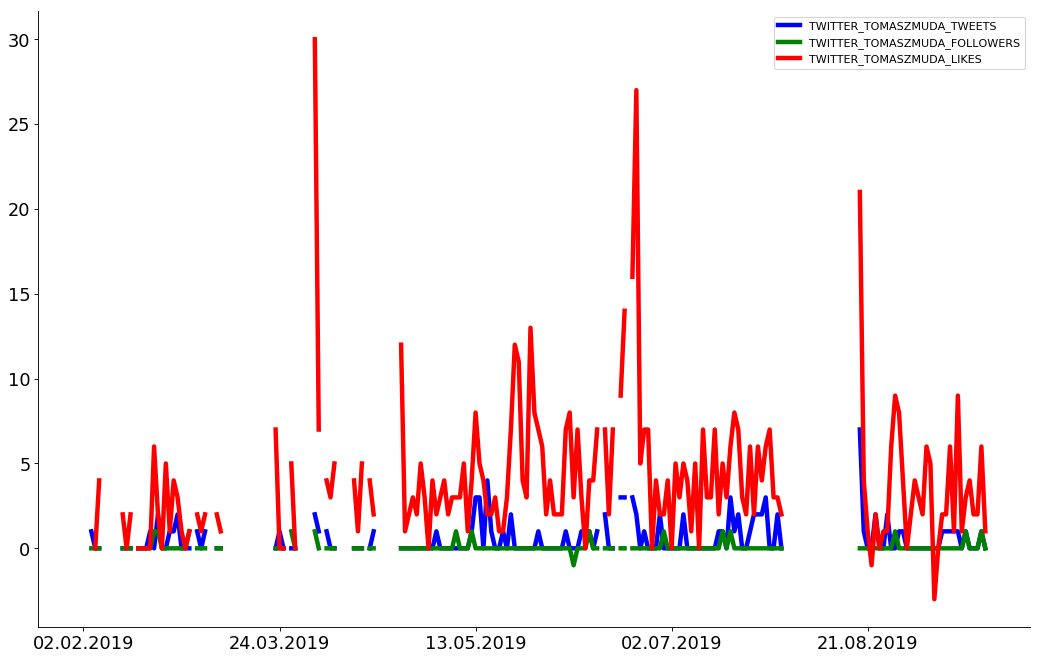 TWITTER_TOMASZMUDA_TWEETS
TWITTER_TOMASZMUDA_FOLLOWERS
TWITTER_TOMASZMUDA_LIKES
30
25
20
15
10
5
0
02.02.2019 24.03.2019 13.05.2019 02.07.2019 21.08.2019